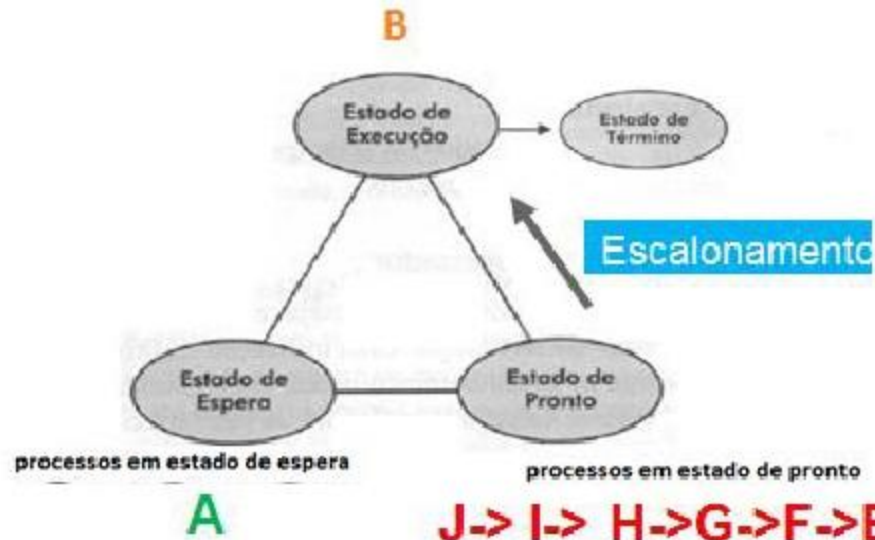 B
Estado de
Execução
Estado de
Término
Escalonamento
Estado de
Espera
Estado de
Pronto
processos em estado de espera
processos em estado de pronto
A
J-> I-> H->G->F->E